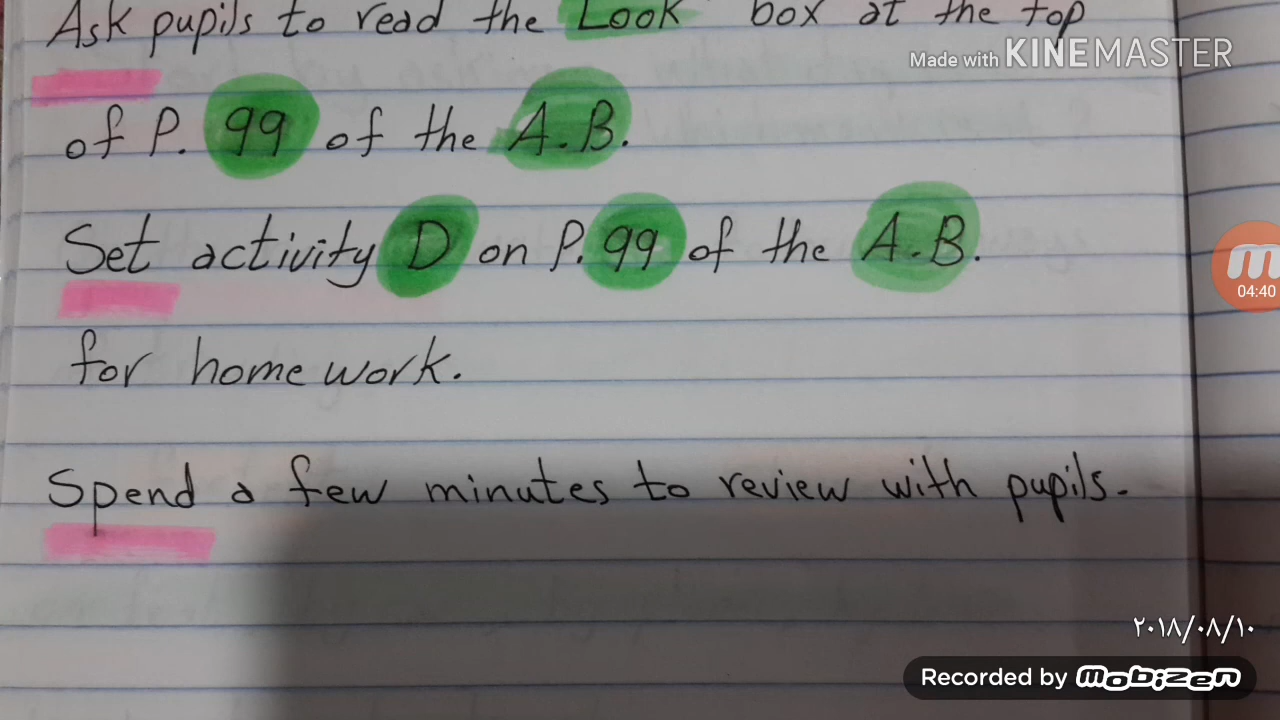 Ask pupils to read the Look box at the top
Made with KINEMASTER
of P. 99 of the A.B.
Set activity D on P. 99 of the A.B.
04:40
for home work.
Spend a few minutes to review with pupils.
٢٠١٨/٠٨/١٠
Recorded by mobizen